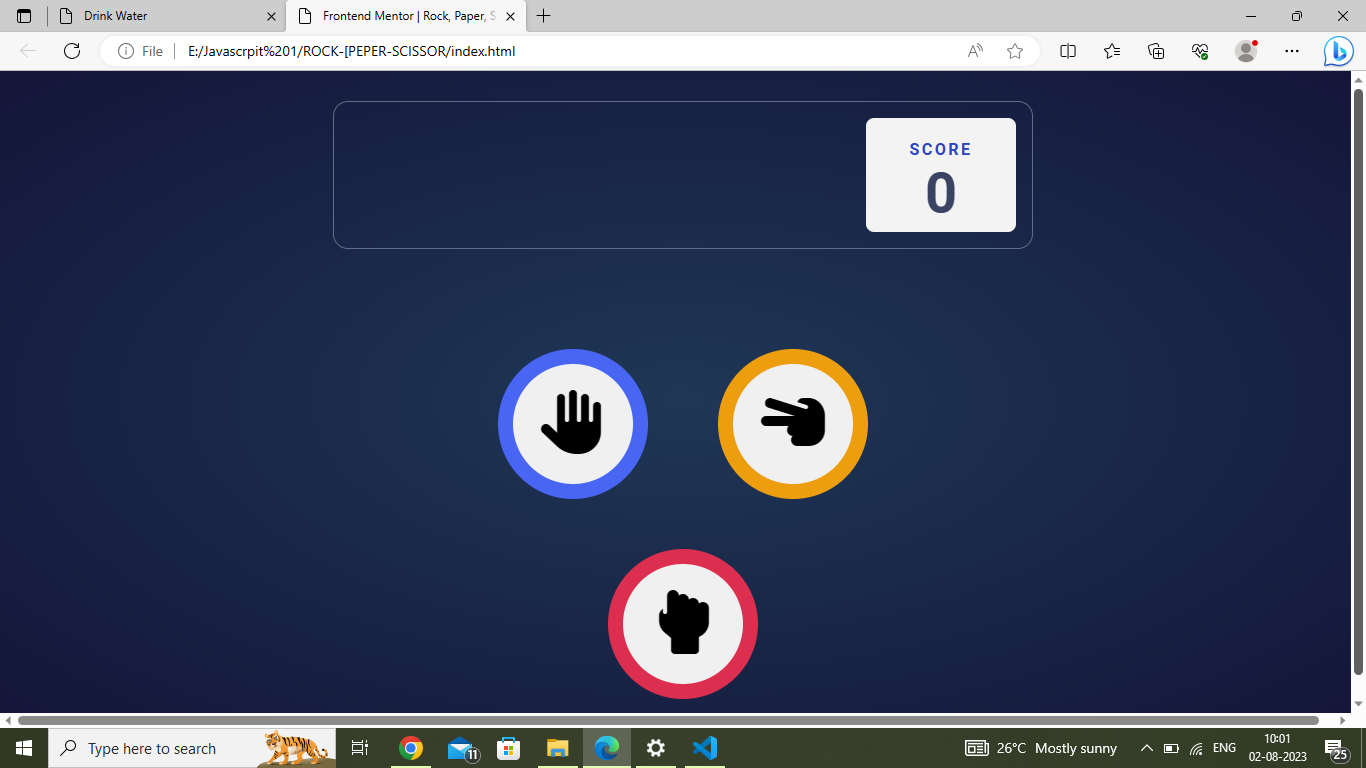 Drink Water
Frontend Mentor | Rock, Paper, S
File
E:/Javascrpit%201/ROCK-[PEPER-SCISSOR/index.html
SCORE
0
Type here to search
11
26°C Mostly sunny
ENG
10:01
02-08-2023
25